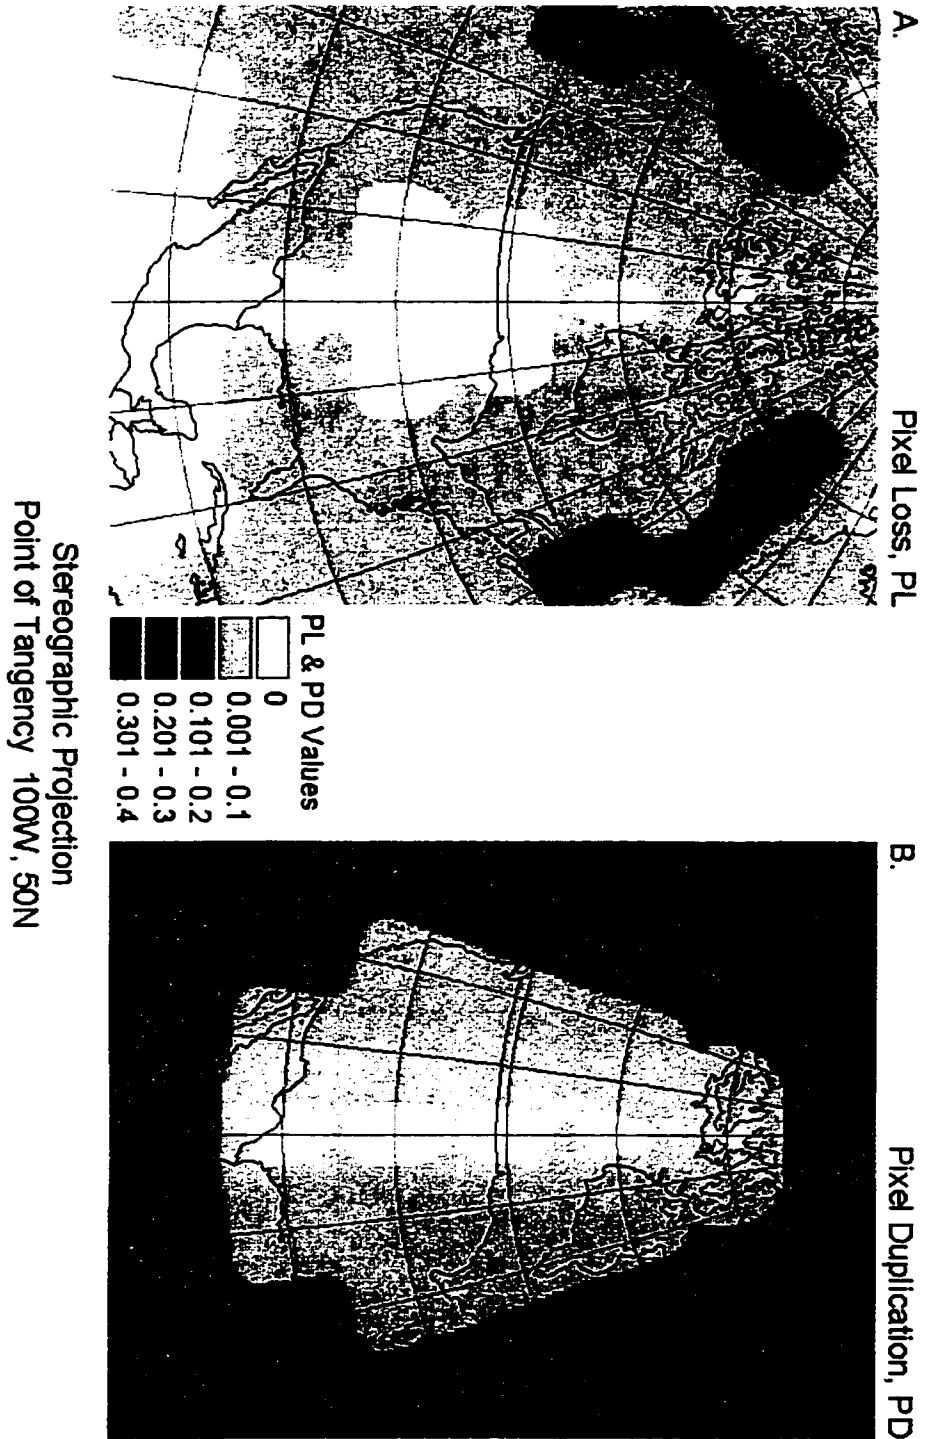 A.
Pixel Loss, PL
PL & PD Values
0
0.001 - 0.1
0.101 - 0.2
0.201 - 0.3
0.301 - 0.4
Stereographic Projection
Point of Tangency 100W, 50N
B.
Pixel Duplication, PD